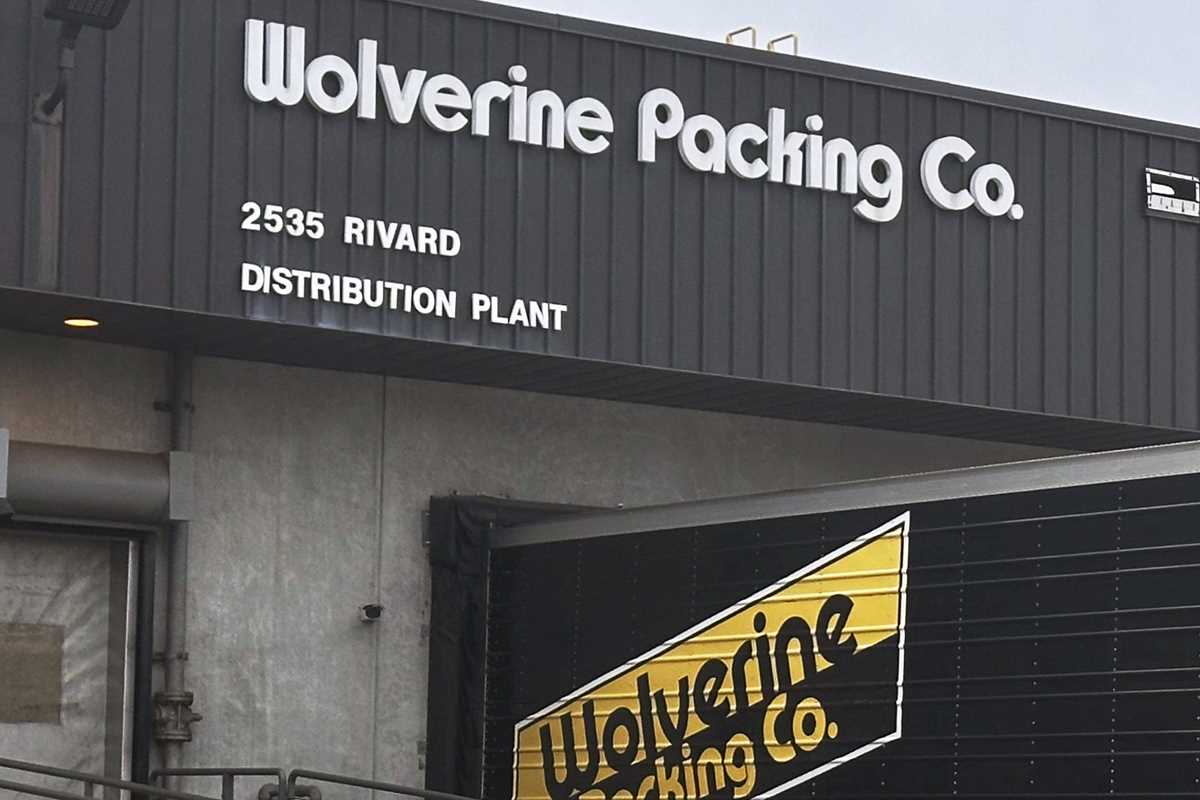 Wolverine Packing Co.
2535 RIVARD
DISTRIBUTION PLANT
Wolverine
Packing Co.